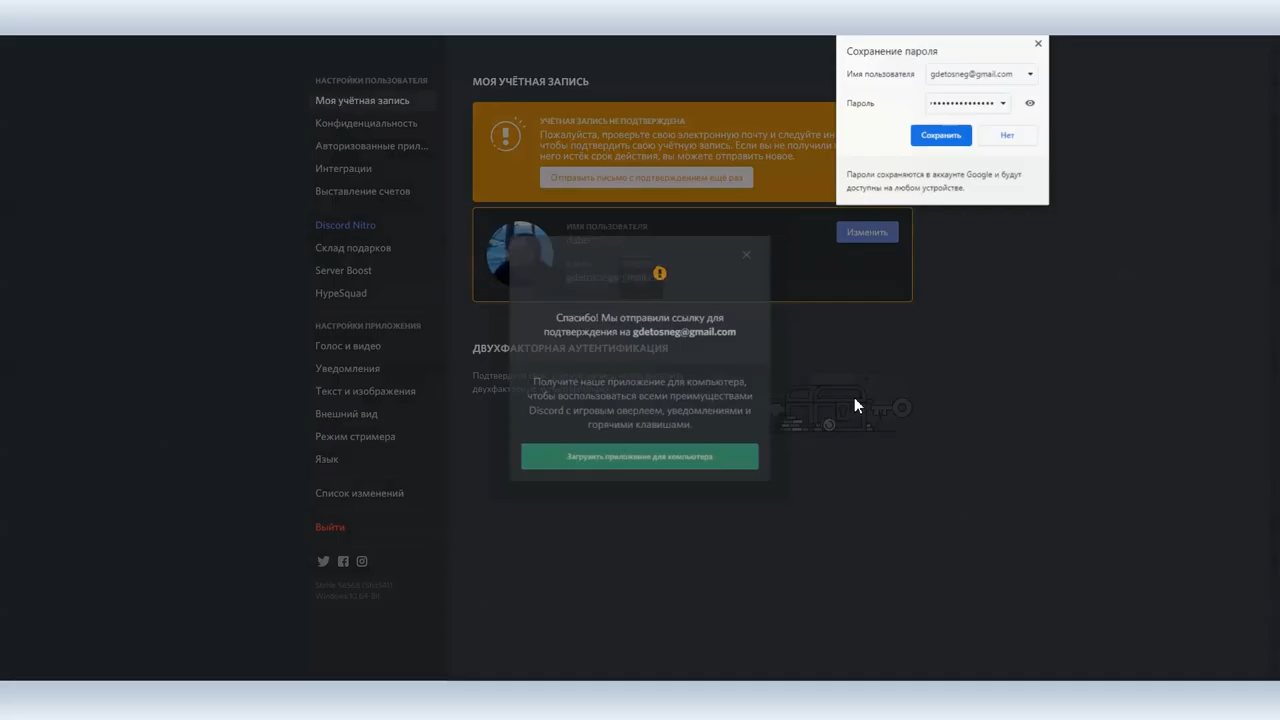 НАСТРОЙКИ ПОЛЬЗОВАТЕЛЯ
Моя учётная запись
Конфиденциальность
Авторизованные прил...
Интеграции
Выставление счетов
Discord Nitro
Склад подарков
Server Boost
HypeSquad
НАСТРОЙКИ ПРИЛОЖЕНИЯ
Голос и видео
Уведомления
Текст и изображения
Внешний вид
Режим стримера
Язык
Список изменений
Выйти
Windows 10 64-Bit
МОЯ УЧЁТНАЯ ЗАПИСЬ
УЧЁТНАЯ ЗАПИСЬ НЕ ПОДТВЕРЖДЕНА
Пожалуйста, проверьте свою электронную почту и следуйте ин
чтобы подтвердить свою учётную запись. Если вы не получили
него истёк срок действия, вы можете отправить новое.
Отправить письмо с подтверждением ещё раз
ИМЯ ПОЛЬЗОВАТЕЛЯ
Изменить
ДВУХФАКТОРНАЯ АУТЕНТИФИКАЦИЯ
Спасибо! Мы отправили ссылку для
подтверждения на gdetosneg@gmail.com
Получите наше приложение для компьютера,
чтобы воспользоваться всеми преимуществами
Discord с игровым оверлеем, уведомлениями и
горячими клавишами.
Загрузить приложение для компьютера
Сохранение пароля
Имя пользователя gdetosneg@gmail.com
Пароль
Сохранить Нет
Пароли сохраняются в аккаунте Google и будут
доступны на любом устройстве.